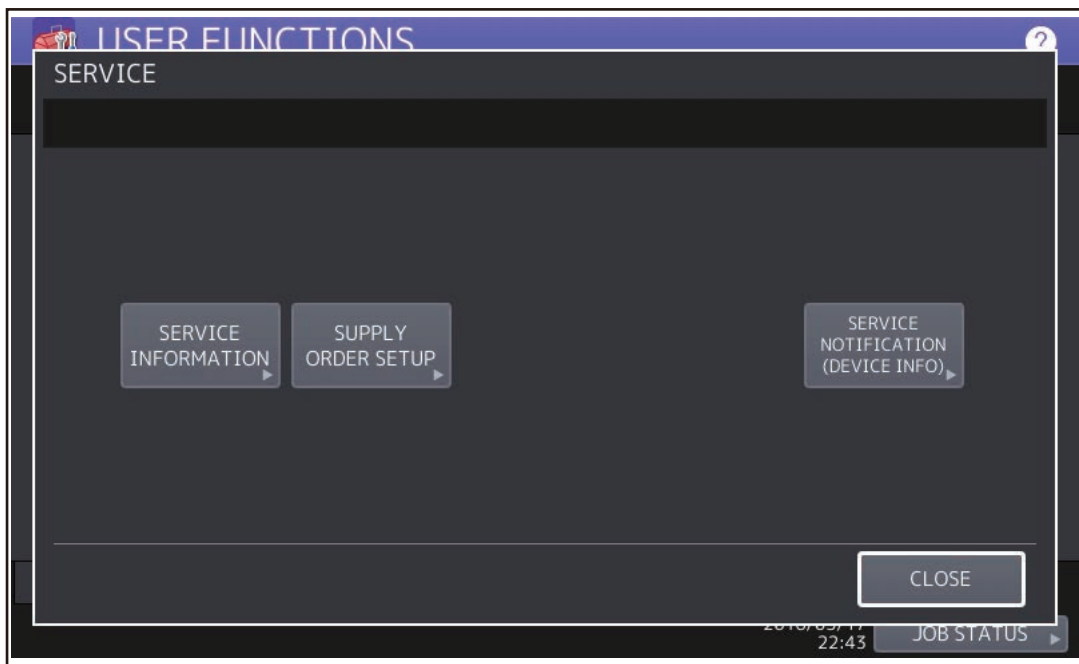 USER FUNCTIONS
?
SERVICE
SERVICE
INFORMATION
SUPPLY
ORDER SETUP
SERVICE
NOTIFICATION
(DEVICE INFO)
CLOSE
22:43
JOB STATUS